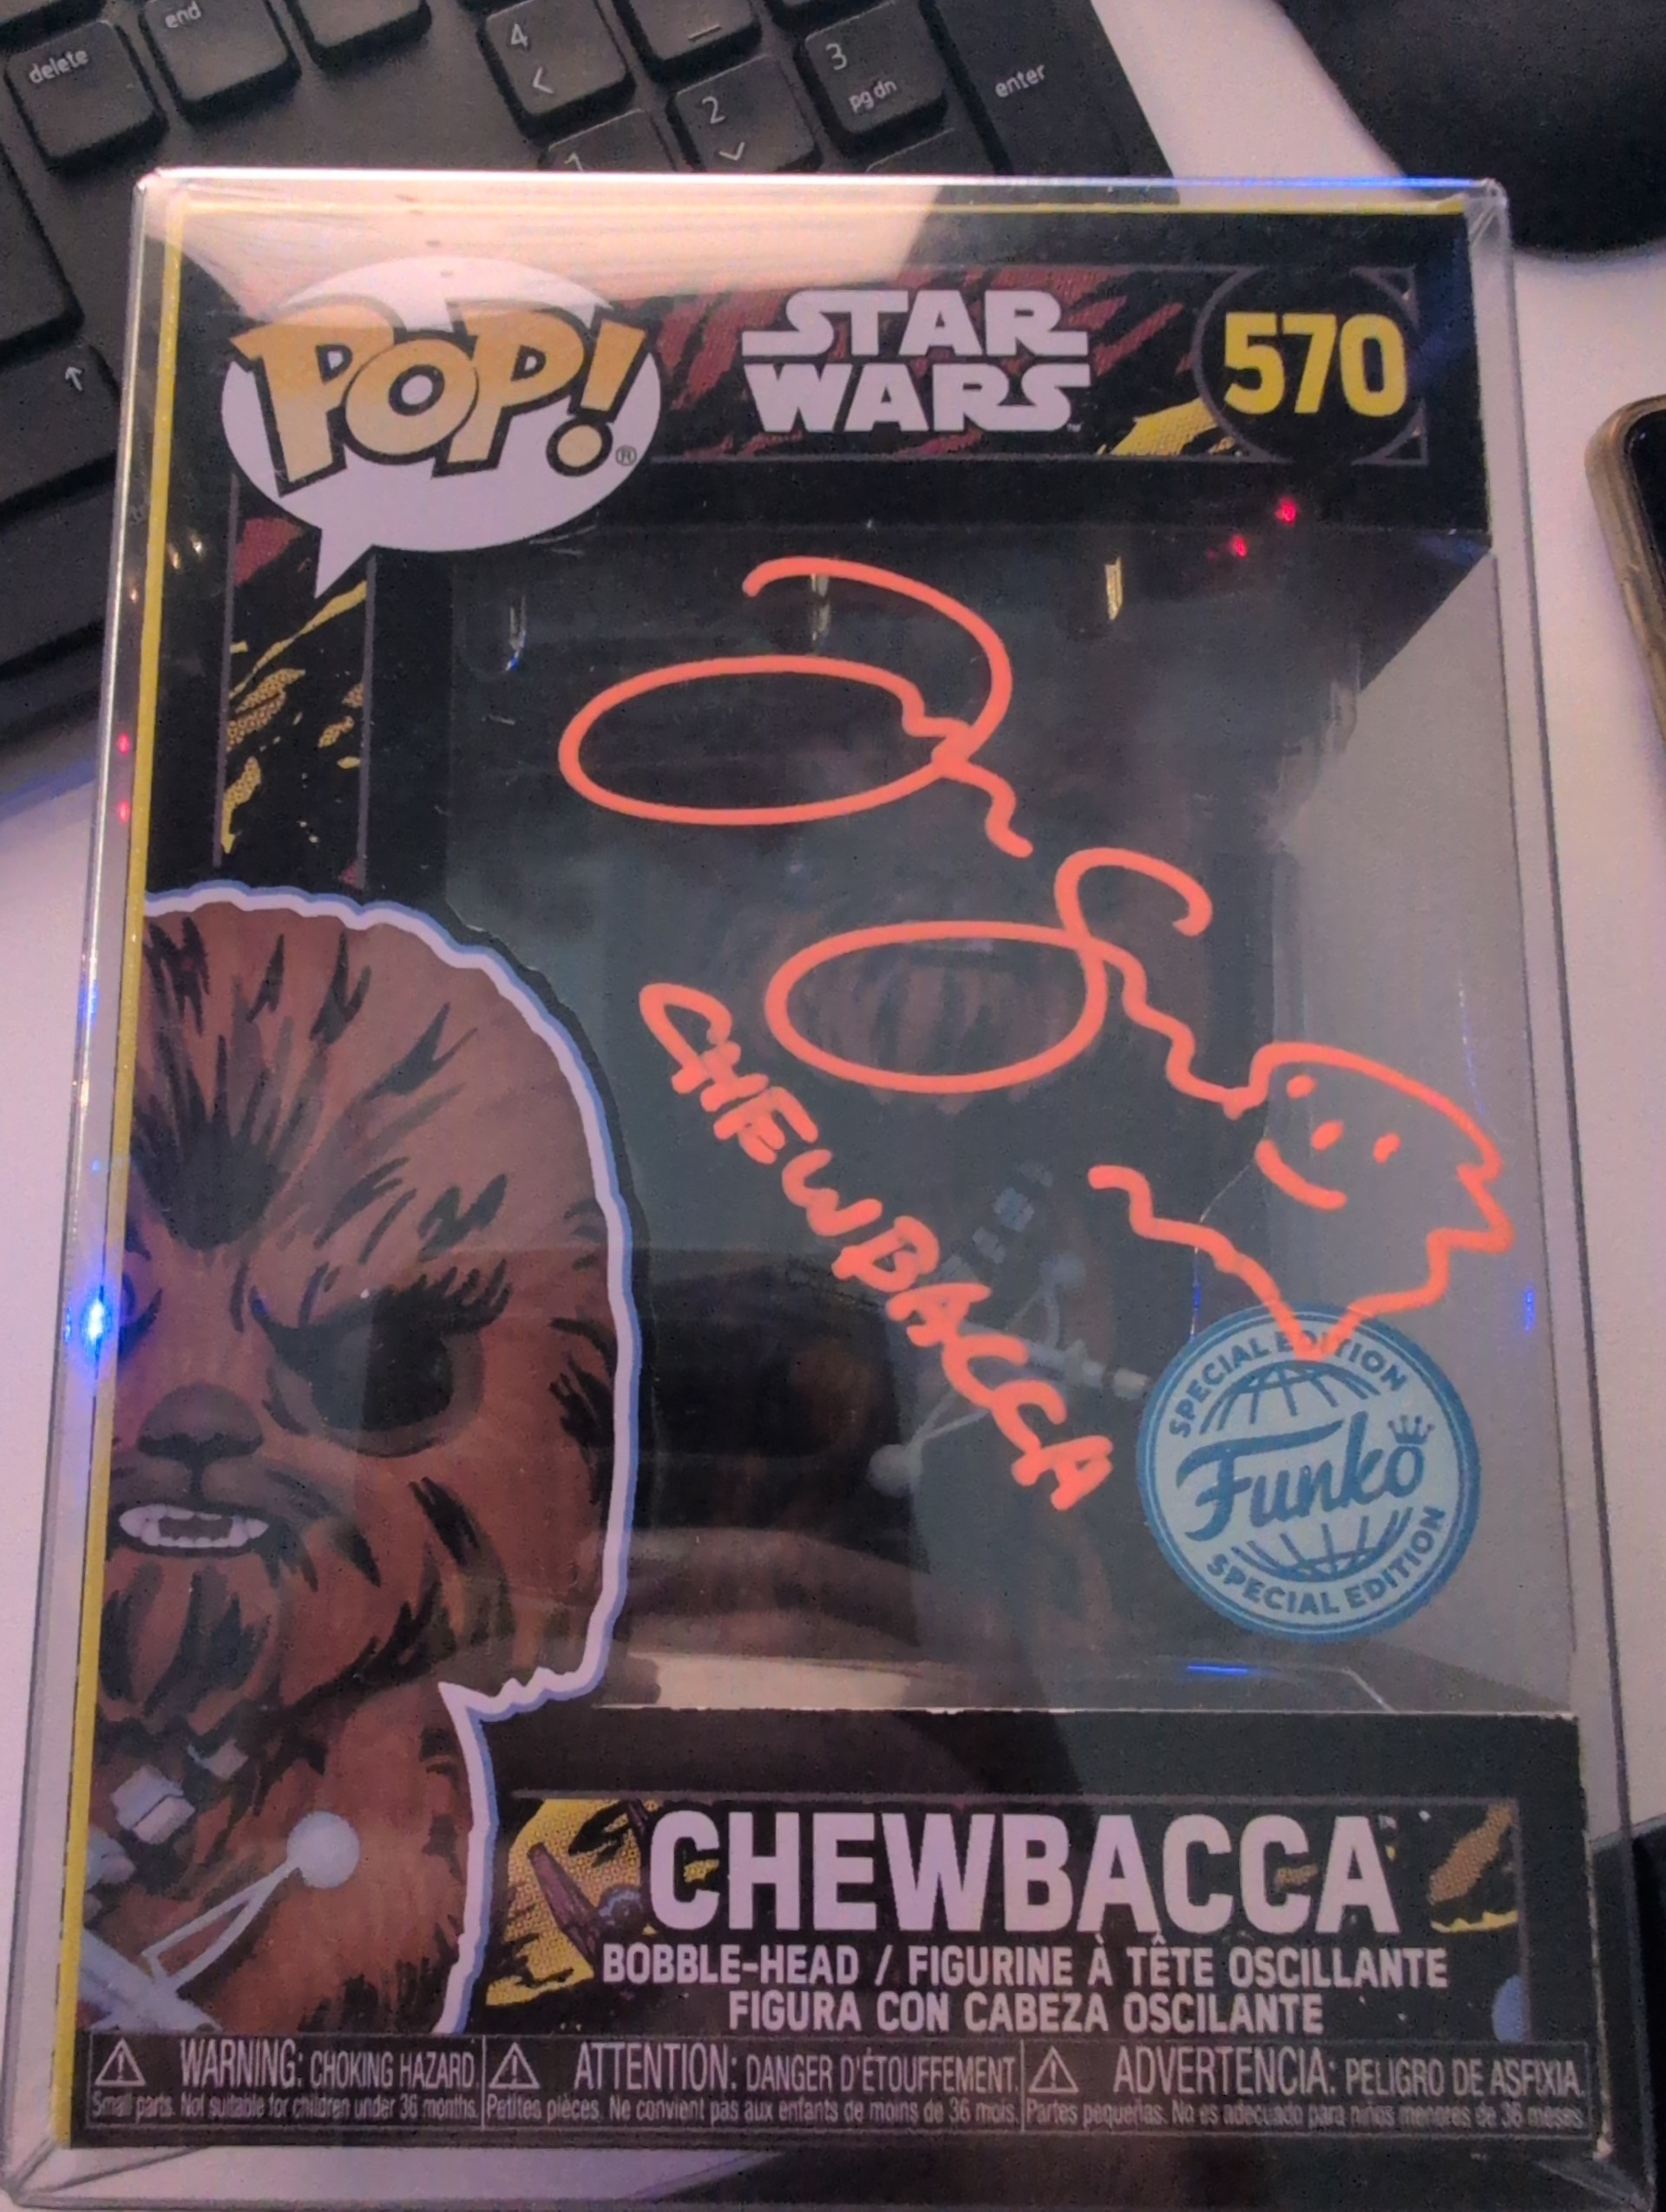 delete
end
4
3
pg dn
enter
2
1
POP!®
STAR
WARS™
570
CHEWBACCA
SPECIAL EDITION
Funko
SPECIAL EDITION
CHEWBACCA™
BOBBLE-HEAD / FIGURINE À TÊTE OSCILLANTE
FIGURA CON CABEZA OSCILANTE
WARNING: CHOKING HAZARD.
Small parts. Not suitable for children under 36 months.
ATTENTION: DANGER D'ÉTOUFFEMENT.
Petites pièces. Ne convient pas aux enfants de moins de 36 mois.
ADVERTENCIA: PELIGRO DE ASFIXIA.
Partes pequeñas. No es adecuado para niños menores de 36 meses.